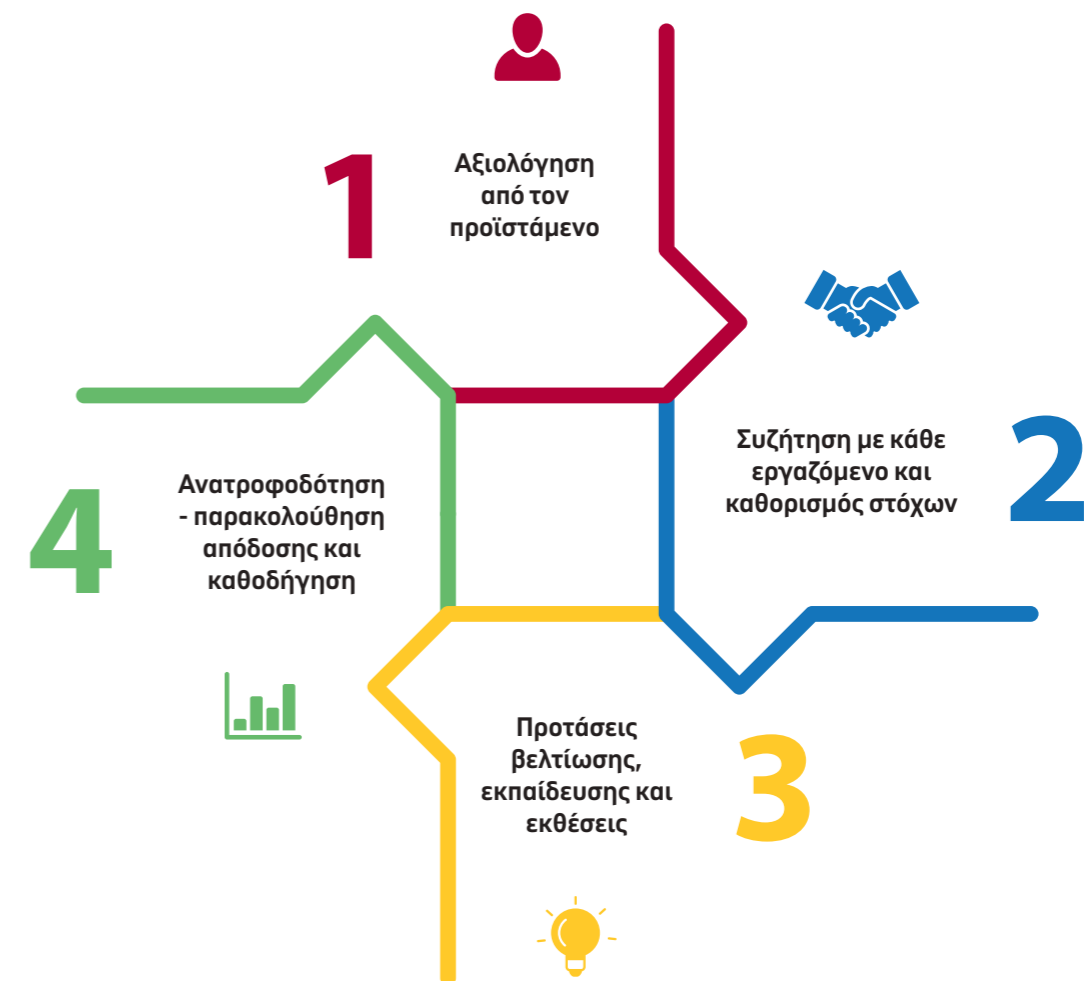 1
Αξιολόγηση
από τον
προϊστάμενο
2
Συζήτηση με κάθε
εργαζόμενο και
καθορισμός στόχων
3
Προτάσεις
βελτίωσης,
εκπαίδευσης και
εκθέσεις
4
Ανατροφοδότηση
- παρακολούθηση
απόδοσης και
καθοδήγηση